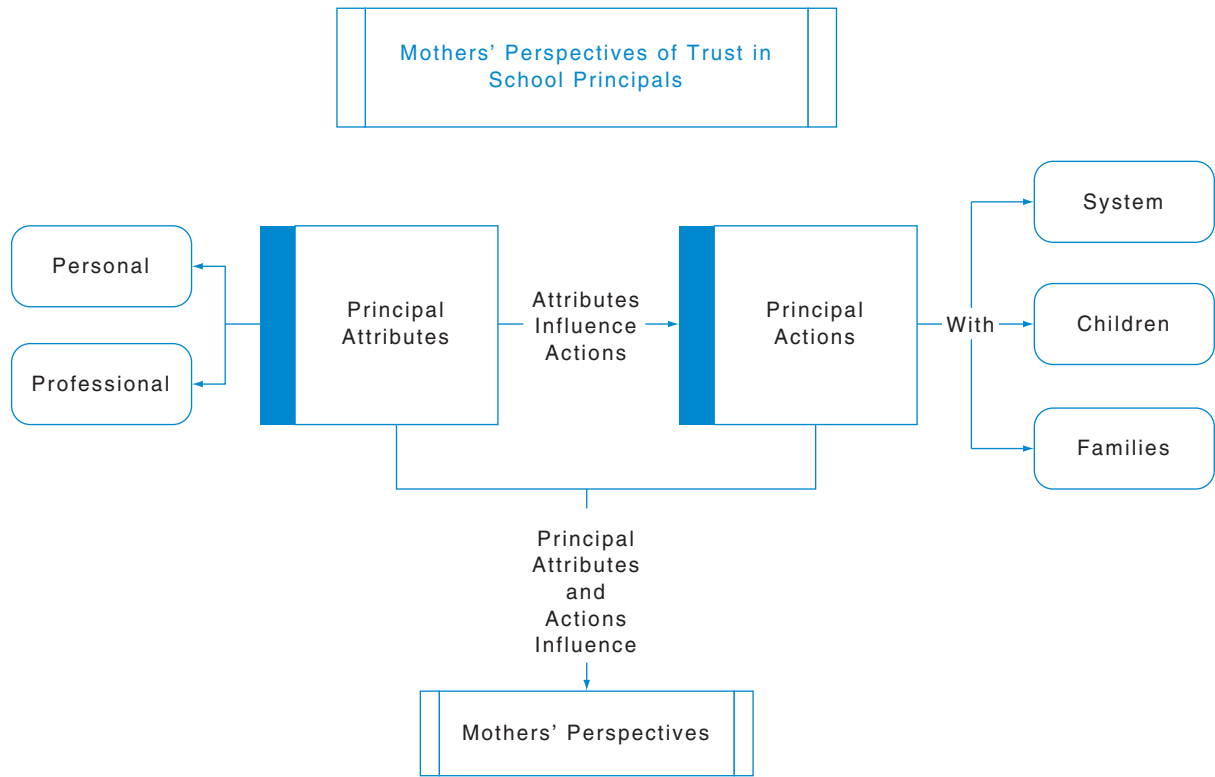 Mothers’ Perspectives of Trust in
School Principals
Personal
Professional
Principal
Attributes
Attributes
Influence
Actions
Principal
Actions
With
System
Children
Families
Principal
Attributes
and
Actions
Influence
Mothers’ Perspectives